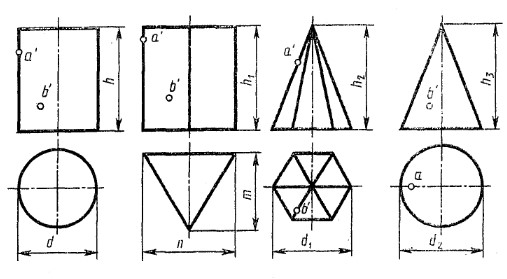 a' b' h
a' b' h₁
a' h₂
b' h₃
d
n m
b' d₁
a d₂